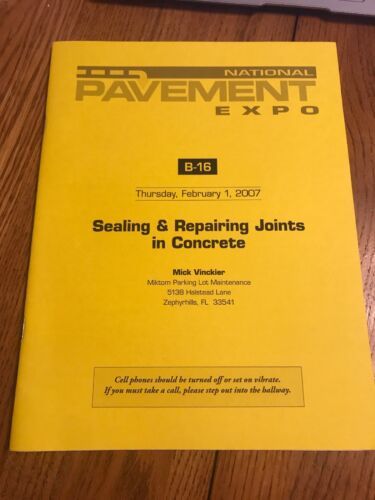 NATIONAL
PAVEMENT
EXPO
B-16
Thursday, February 1, 2007
Sealing & Repairing Joints
in Concrete
Mick Vinckier
Miktom Parking Lot Maintenance
5138 Halstead Lane
Zephyrhills, FL 33541
Cell phones should be turned off or set on vibrate.
If you must take a call, please step out into the hallway.